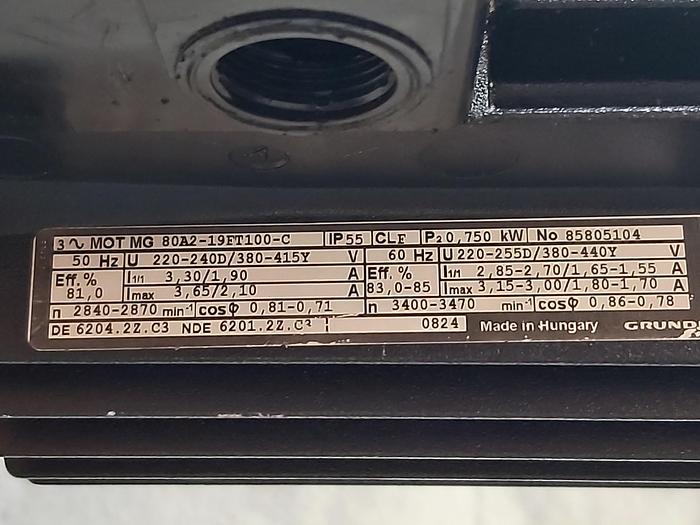 3∿ MOT MG 80A2-19FT100-C IP55 CL F P2 0,750 kW No 85805104
50 Hz U 220-240D/380-415Y V 60 Hz U 220-255D/380-440Y V
Eff. % I1/1 3,30/1,90 A Eff. % I1/1 2,85-2,70/1,65-1,55 A
81,0 Imax 3,65/2,10 A 83,0-85 Imax 3,15-3,00/1,80-1,70 A
n 2840-2870 min-1 cosφ 0,81-0,71 n 3400-3470 min-1 cosφ 0,86-0,78
DE 6204.2Z.C3 NDE 6201.2Z.C3 0824 Made in Hungary